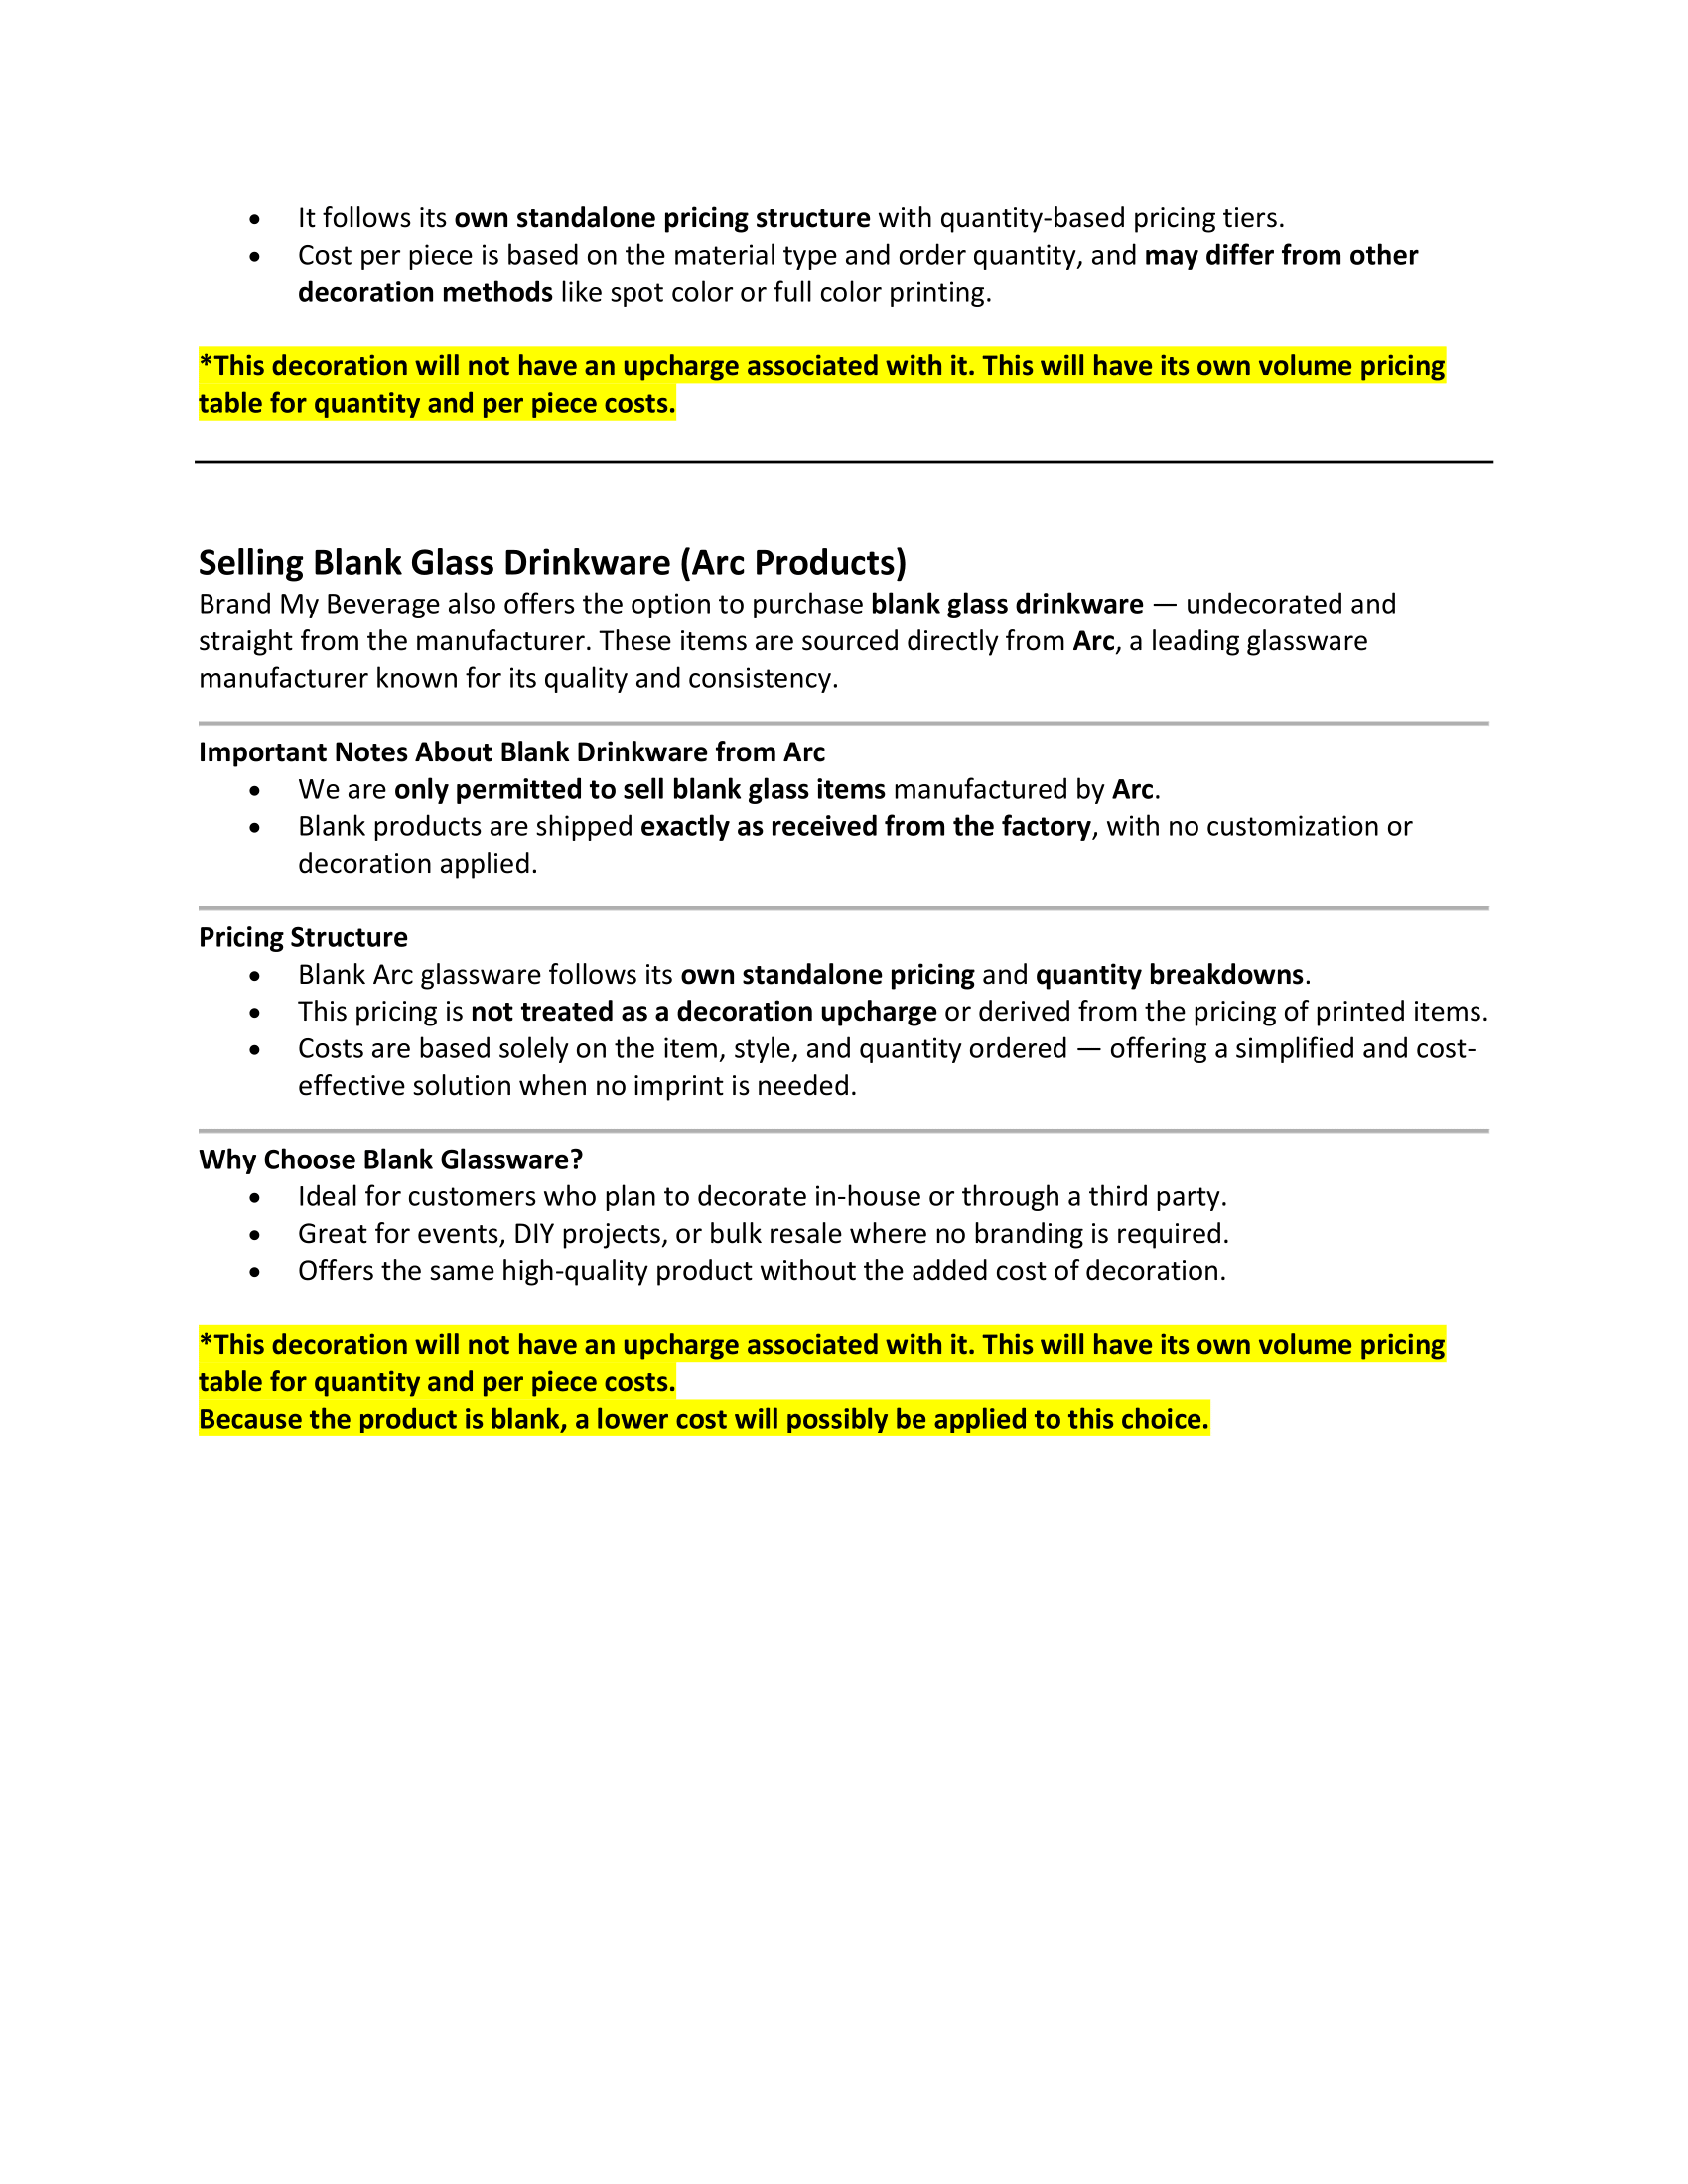 • It follows its own standalone pricing structure with quantity-based pricing tiers.
• Cost per piece is based on the material type and order quantity, and may differ from other
decoration methods like spot color or full color printing.
*This decoration will not have an upcharge associated with it. This will have its own volume pricing
table for quantity and per piece costs.
Selling Blank Glass Drinkware (Arc Products)
Brand My Beverage also offers the option to purchase blank glass drinkware — undecorated and
straight from the manufacturer. These items are sourced directly from Arc, a leading glassware
manufacturer known for its quality and consistency.
Important Notes About Blank Drinkware from Arc
• We are only permitted to sell blank glass items manufactured by Arc.
• Blank products are shipped exactly as received from the factory, with no customization or
decoration applied.
Pricing Structure
• Blank Arc glassware follows its own standalone pricing and quantity breakdowns.
• This pricing is not treated as a decoration upcharge or derived from the pricing of printed items.
• Costs are based solely on the item, style, and quantity ordered — offering a simplified and cost-
effective solution when no imprint is needed.
Why Choose Blank Glassware?
• Ideal for customers who plan to decorate in-house or through a third party.
• Great for events, DIY projects, or bulk resale where no branding is required.
• Offers the same high-quality product without the added cost of decoration.
*This decoration will not have an upcharge associated with it. This will have its own volume pricing
table for quantity and per piece costs.
Because the product is blank, a lower cost will possibly be applied to this choice.